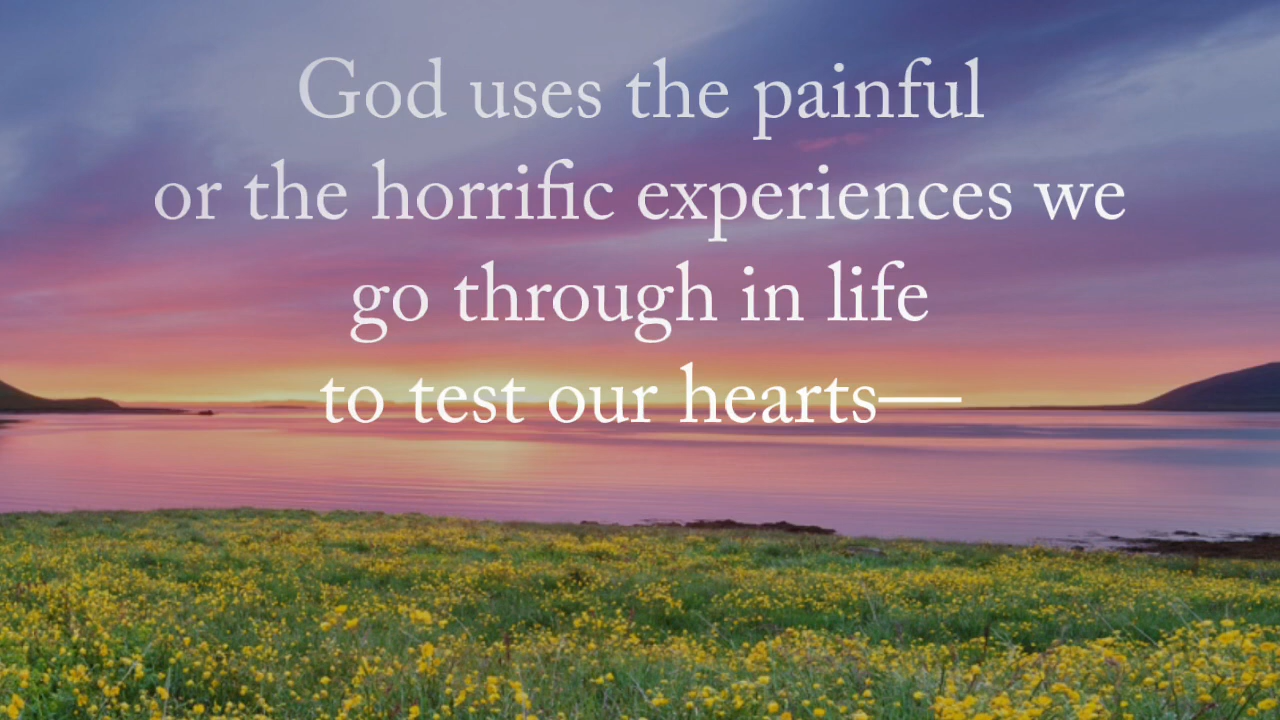 God uses the painful
or the horrific experiences we
go through in life
to test our hearts—